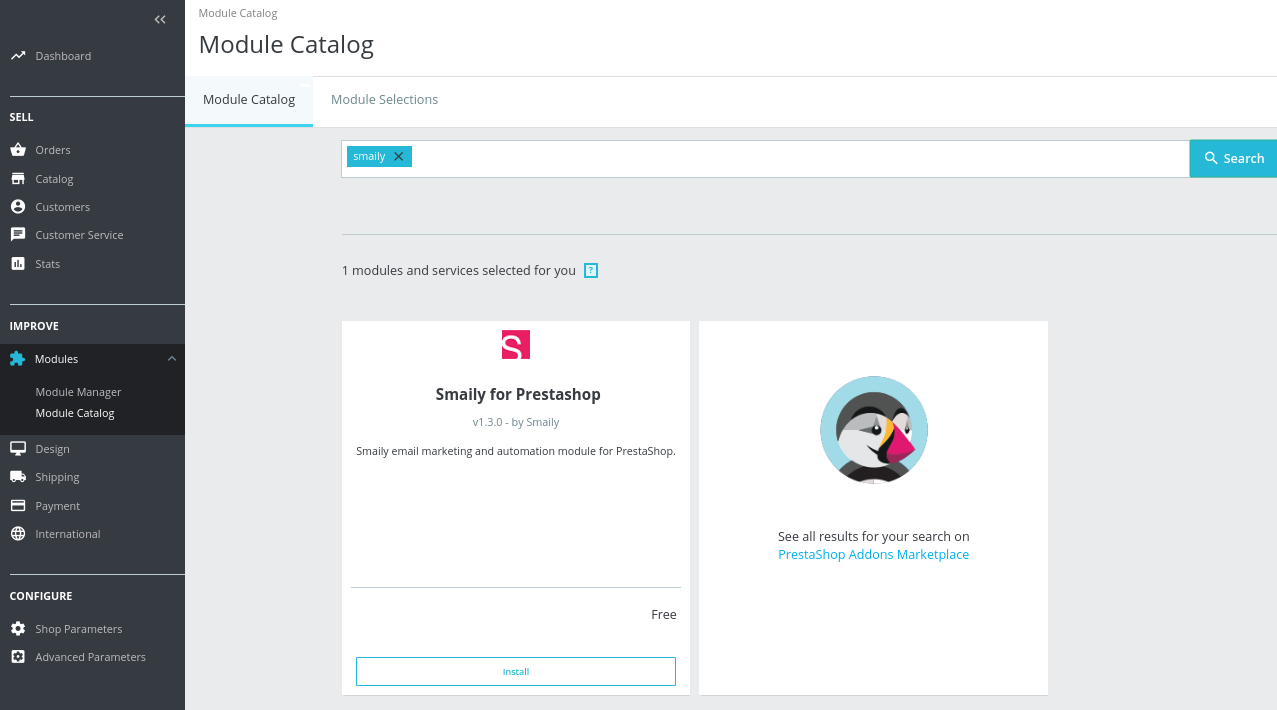 Dashboard
SELL
Orders
Catalog
Customers
Customer Service
Stats
IMPROVE
Modules
Module Manager
Module Catalog
Design
Shipping
Payment
International
CONFIGURE
Shop Parameters
Advanced Parameters
Module Catalog
Module Catalog
Module Catalog Module Selections
smaily
Search
1 modules and services selected for you ?
S
Smaily for Prestashop
v1.3.0 - by Smaily
Smaily email marketing and automation module for PrestaShop.
Free
Install
See all results for your search on
PrestaShop Addons Marketplace